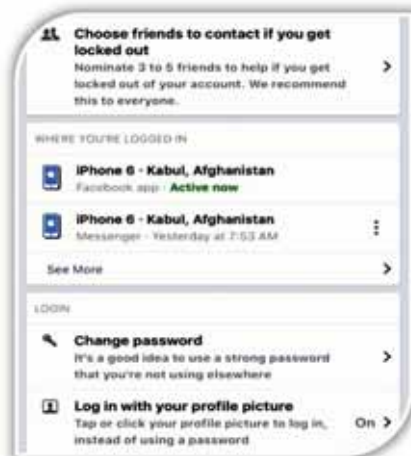 Choose friends to contact if you get
locked out
Nominate 3 to 5 friends to help if you get
locked out of your account. We recommend
this to everyone.
WHERE YOU'RE LOGGED IN
iPhone 6 · Kabul, Afghanistan
Facebook app · Active now
iPhone 6 · Kabul, Afghanistan
Messenger · Yesterday at 7:53 AM
See More
LOGIN
Change password
It's a good idea to use a strong password
that you're not using elsewhere
Log in with your profile picture
Tap or click your profile picture to log in, On
instead of using a password